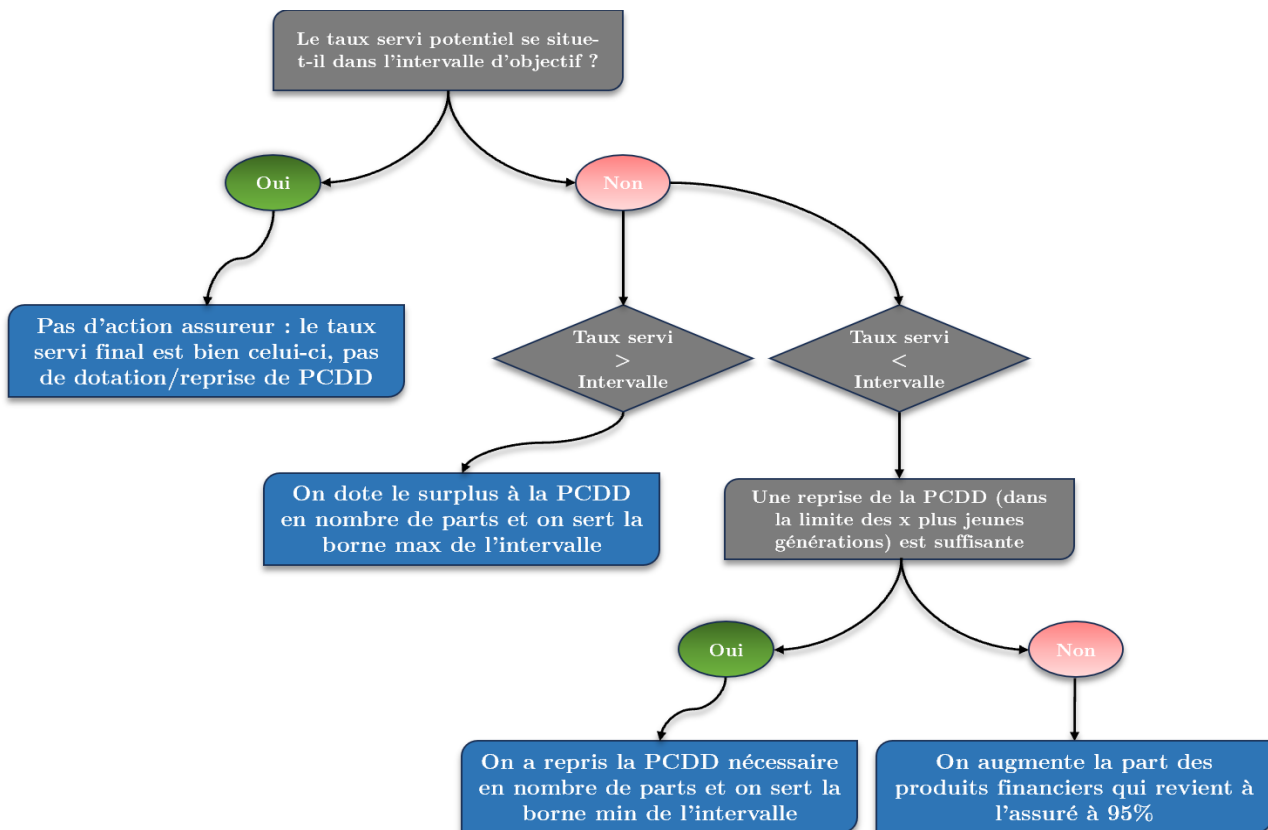 Le taux servi potentiel se situe-
t-il dans l'intervalle d'objectif ?
Oui
Non
Pas d'action assureur : le taux
servi final est bien celui-ci, pas
de dotation/reprise de PCDD
Taux servi
>
Intervalle
Taux servi
<
Intervalle
On dote le surplus à la PCDD
en nombre de parts et on sert la
borne max de l'intervalle
Une reprise de la PCDD (dans
la limite des x plus jeunes
générations) est suffisante
Oui
Non
On a repris la PCDD nécessaire
en nombre de parts et on sert la
borne min de l'intervalle
On augmente la part des
produits financiers qui revient à
l'assuré à 95%